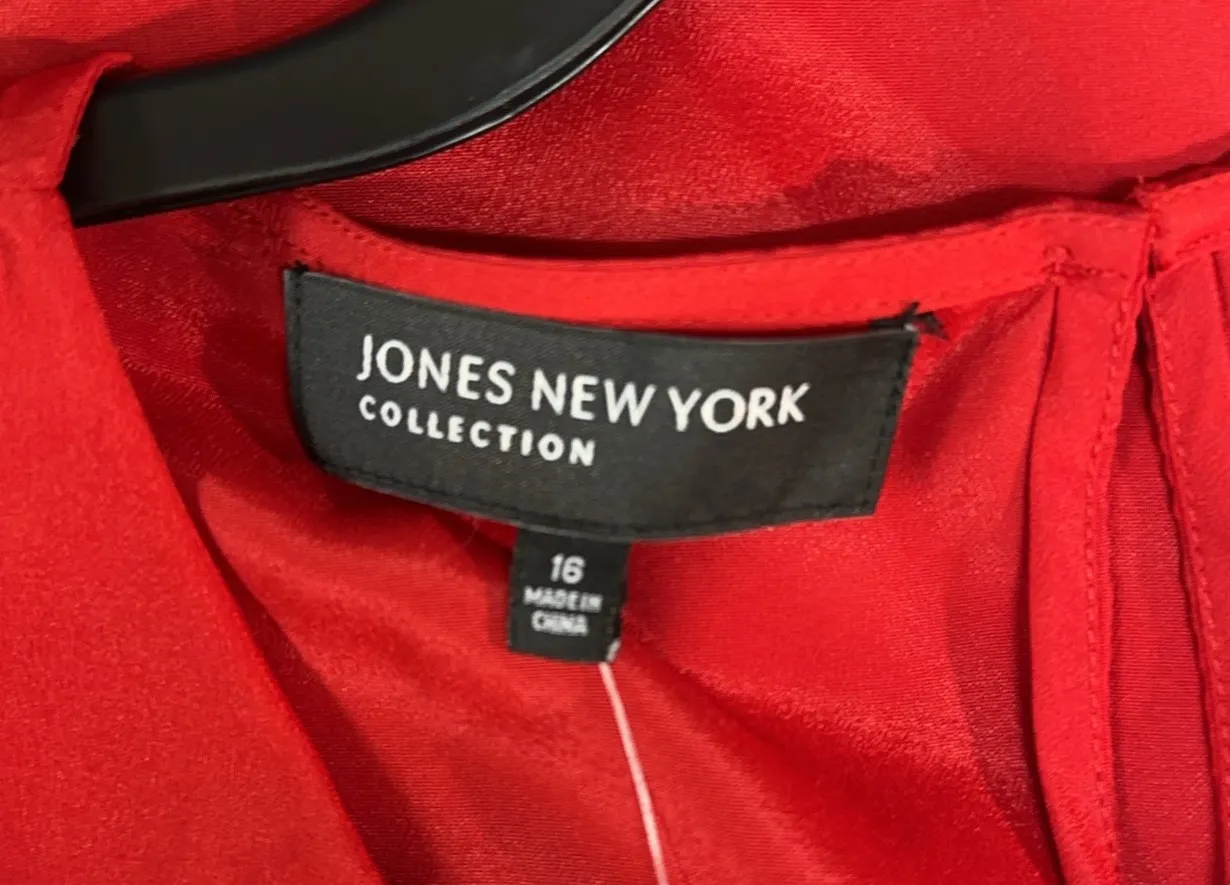 JONES NEW YORK
COLLECTION
16
MADE IN
CHINA